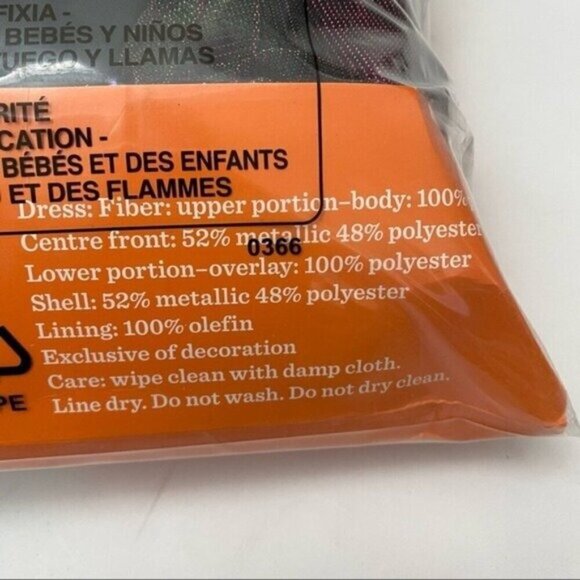 FIXIA -
BEBÉS Y NIÑOS
FUEGO Y LLAMAS
RITÉ
CATION -
BÉBÉS ET DES ENFANTS
ET DES FLAMMES
Dress: Fiber: upper portion-body: 100%
Centre front: 52% metallic 48% polyester
0366
Lower portion-overlay: 100% polyester
Shell: 52% metallic 48% polyester
Lining: 100% olefin
Exclusive of decoration
Care: wipe clean with damp cloth.
Line dry. Do not wash. Do not dry clean.
PE